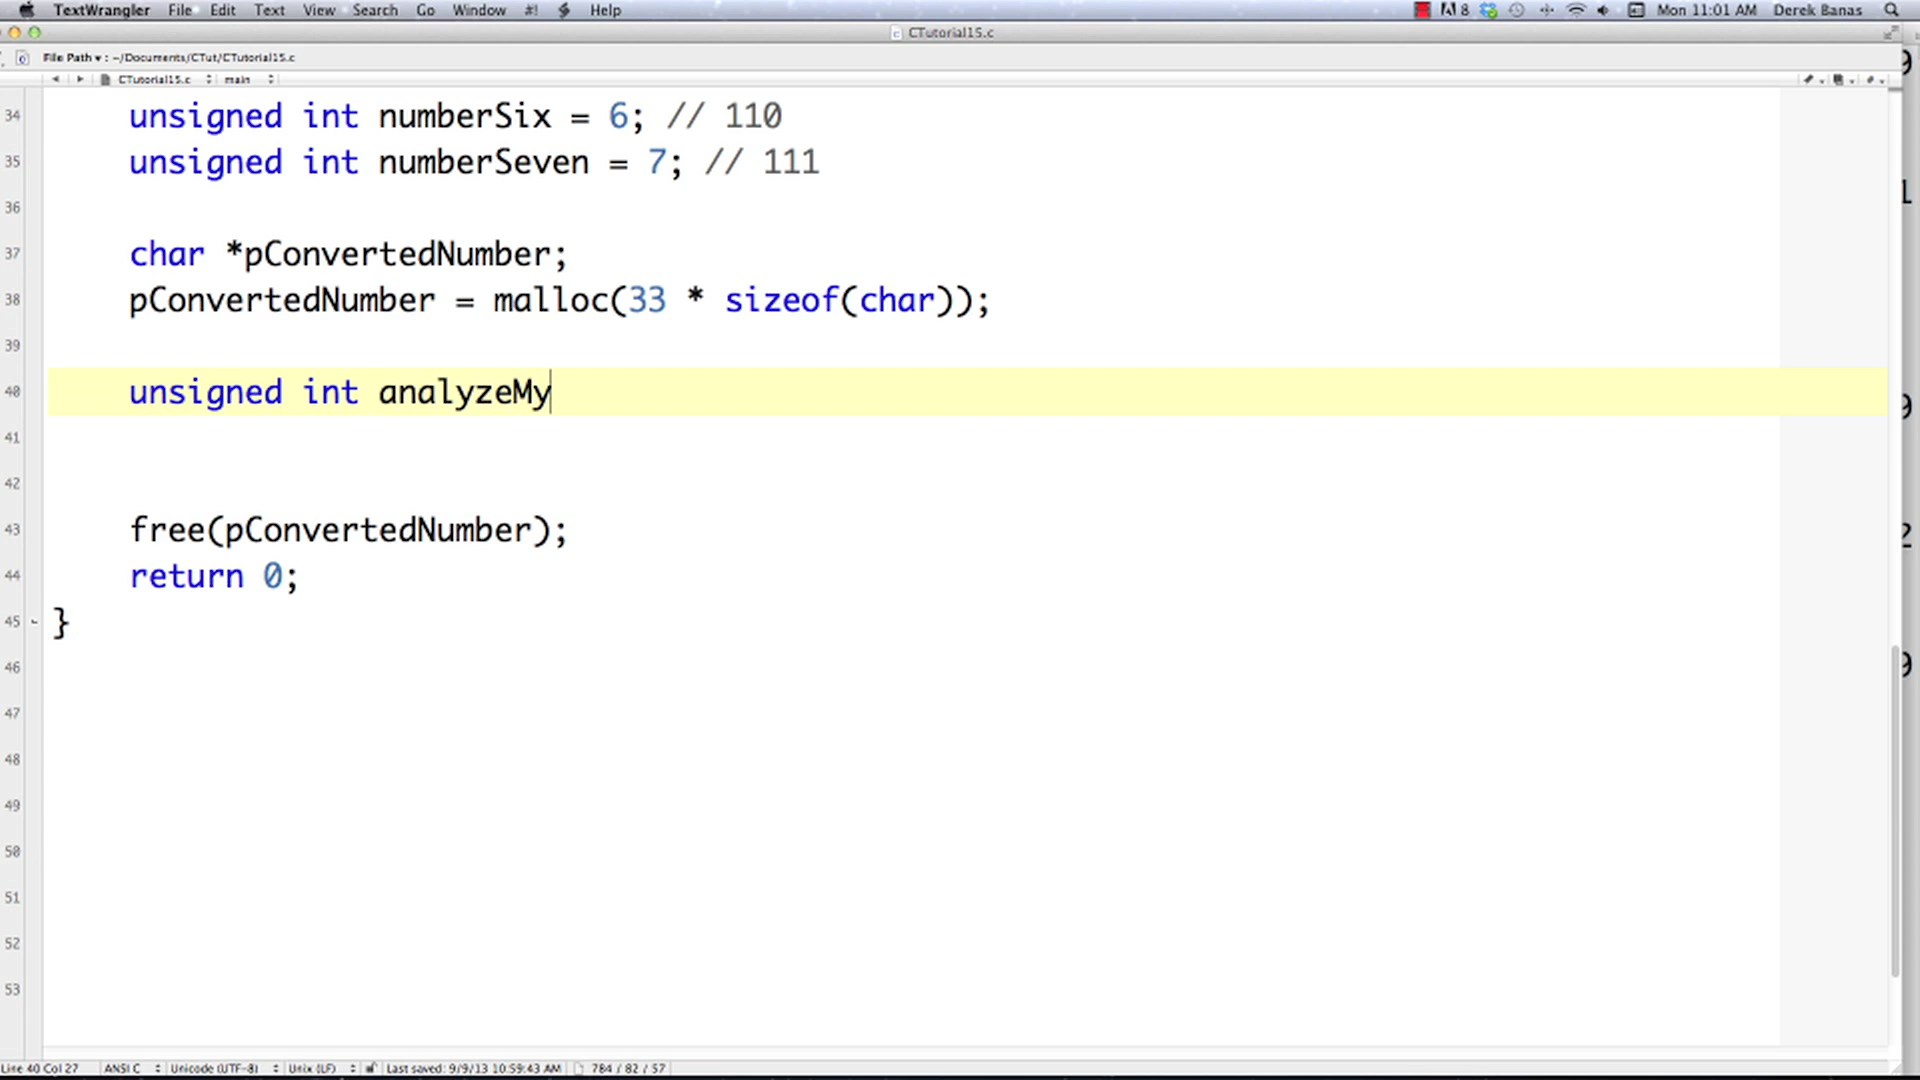 TextWrangler File Edit Text View Search Go Window #! Help 8 Mon 11:01 AM Derek Banas
CTutorial15.c
File Path ▾ : ~/Documents/CTut/CTutorial15.c
CTutorial15.c main
34 unsigned int numberSix = 6; // 110
35 unsigned int numberSeven = 7; // 111
36
37 char *pConvertedNumber;
38 pConvertedNumber = malloc(33 * sizeof(char));
39
40 unsigned int analyzeMy
41
42
43 free(pConvertedNumber);
44 return 0;
45 }
46
47
48
49
50
51
52
53
Line 40 Col 27 ANSI C Unicode (UTF-8) Unix (LF) Last saved: 9/9/13 10:59:43 AM 784 / 82 / 57